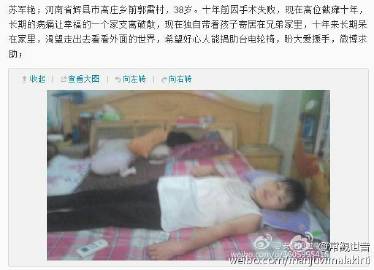 苏军艳；河南省辉县市高庄乡前郭雷村，38岁。十年前因手术失败，现在高位截瘫十年，
长期的病痛让幸福的一个家支离破散，现在独自带着孩子寄居在兄弟家里，十年来长期呆
在家里，渴望走出去看看外面的世界，希望好心人能捐助台电轮椅，盼大爱援手，微博求
助；
收起 查看大图 向左转 向右转